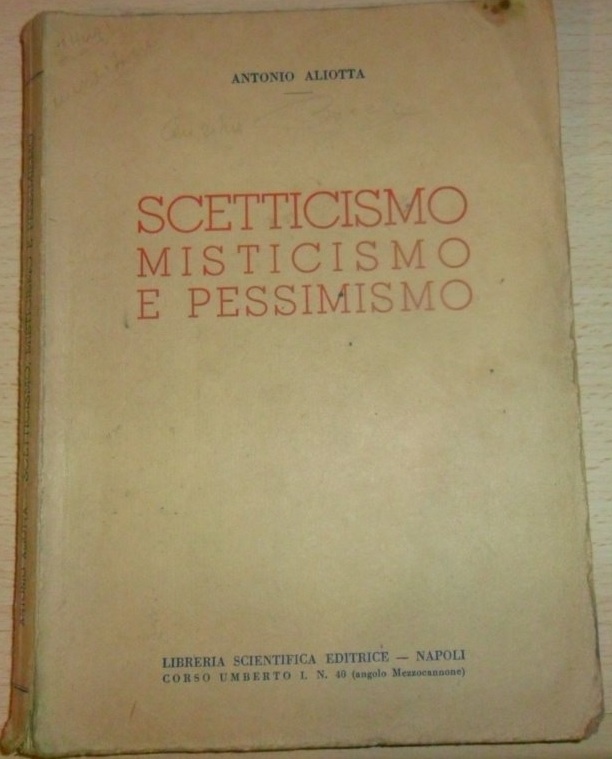 ANTONIO ALIOTTA
SCETTICISMO
MISTICISMO
E PESSIMISMO
LIBRERIA SCIENTIFICA EDITRICE — NAPOLI
CORSO UMBERTO I. N. 40 (angolo Mezzocannone)